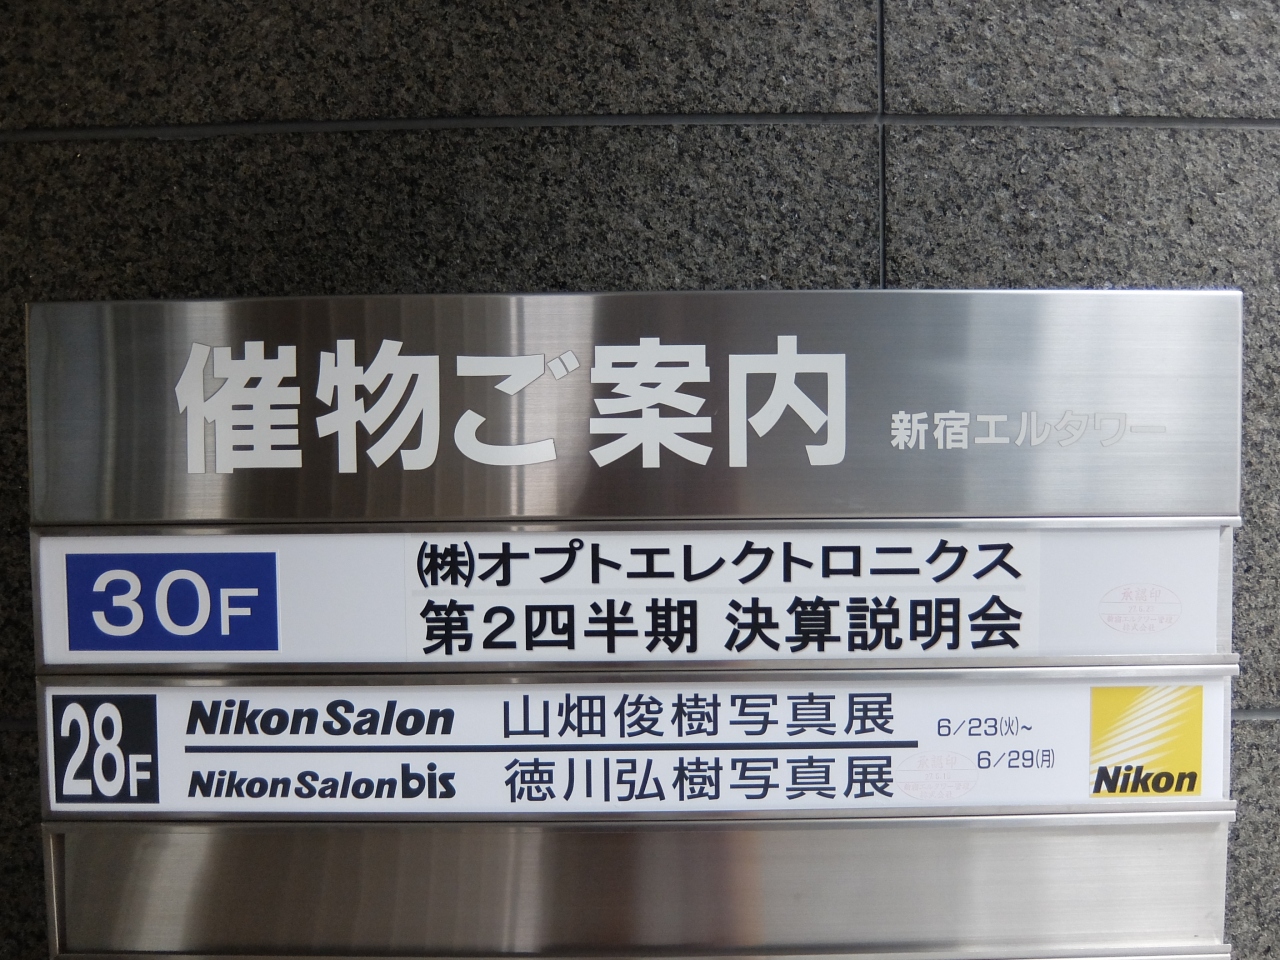 催物ご案内 新宿エルタワー
30F
㈱オプトエレクトロニクス
第2四半期 決算説明会
28F
Nikon Salon 山畑俊樹写真展 6/23(火)~
Nikon Salon bis 徳川弘樹写真展 6/29(月)
Nikon
承認印